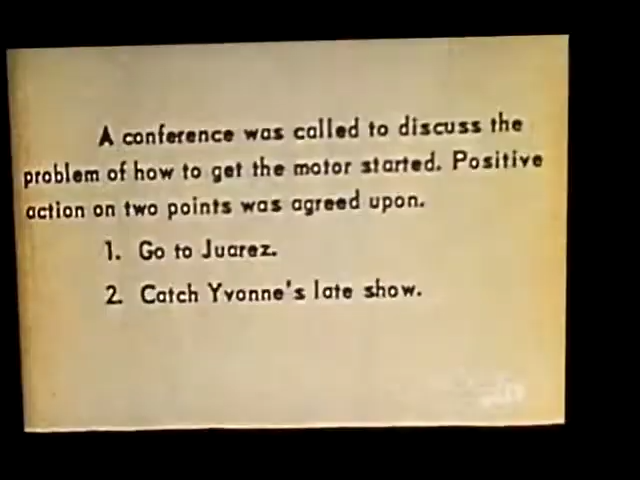 A conference was called to discuss the
problem of how to get the motor started. Positive
action on two points was agreed upon.
1. Go to Juarez.
2. Catch Yvonne's late show.